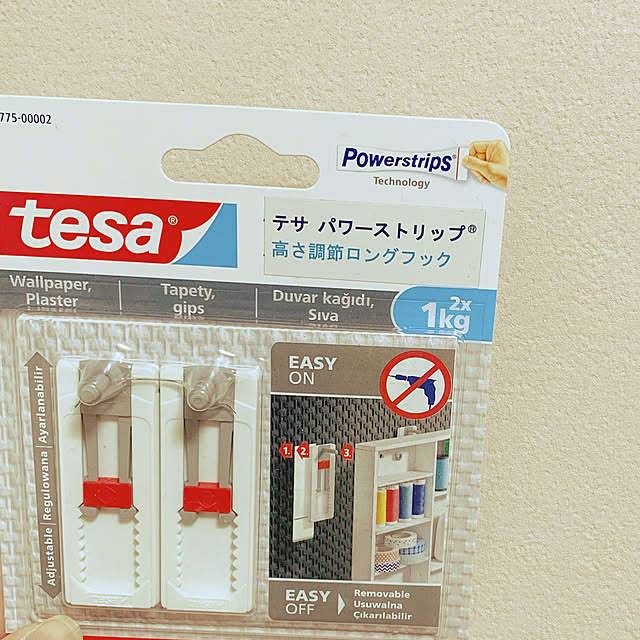 775-00002
Powerstrips®
Technology
tesa®
テサ パワーストリップ®
高さ調節ロングフック
Wallpaper,
Plaster
Tapety,
gips
Duvar kağıdı,
Sıva
2x
1kg
EASY
ON
1. 2. 3.
Adjustable | Regulowana | Ayarlanabilir
EASY
OFF
Removable
Usuwalna
Çıkarılabilir